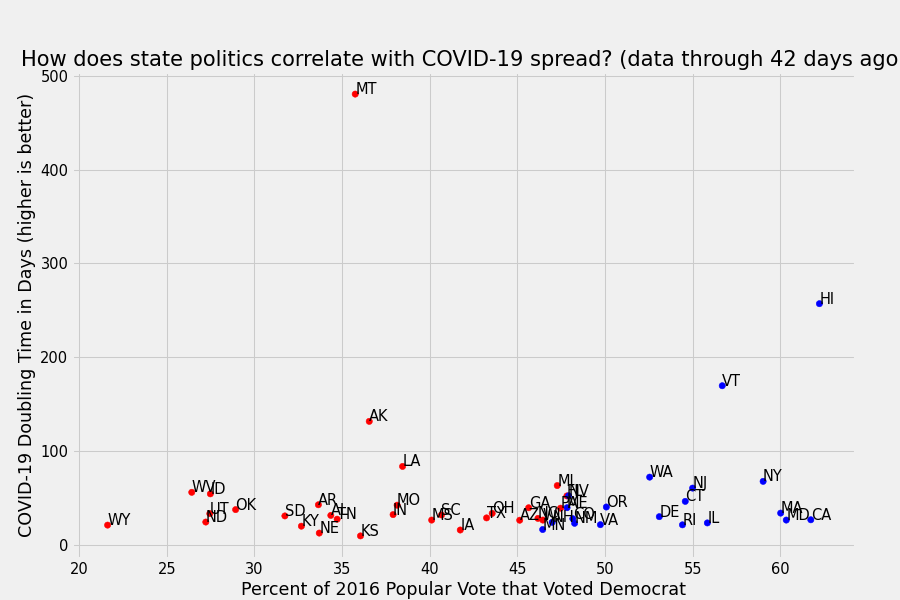 How does state politics correlate with COVID-19 spread? (data through 42 days ago
COVID-19 Doubling Time in Days (higher is better)
500
400
300
200
100
0
MT
HI
VT
AK
LA
WA
MI
NJ
NY
WV
ID
NV
CT
AR
MO
OK
GA
OR
ME
UT
ND
WY
SD
AL
TN
IN
MS
SC
OH
TX
AZ
NC
DE
MA
MD
CA
CO
NM
KY
NE
KS
IA
MN
VA
RI
IL
20
25
30
35
40
45
50
55
60
Percent of 2016 Popular Vote that Voted Democrat